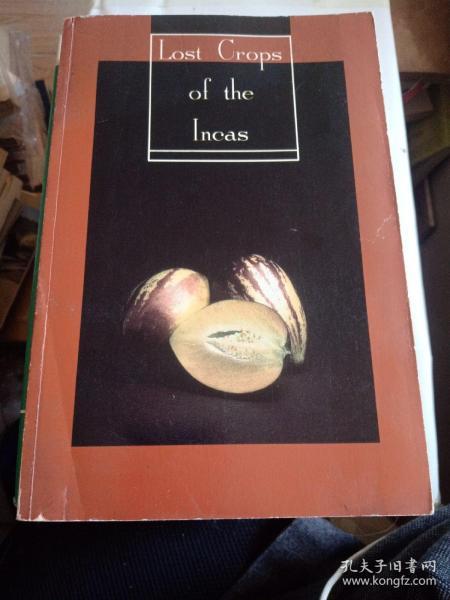 Lost Crops
of the
Incas
孔夫子旧书网
www.kongfz.com